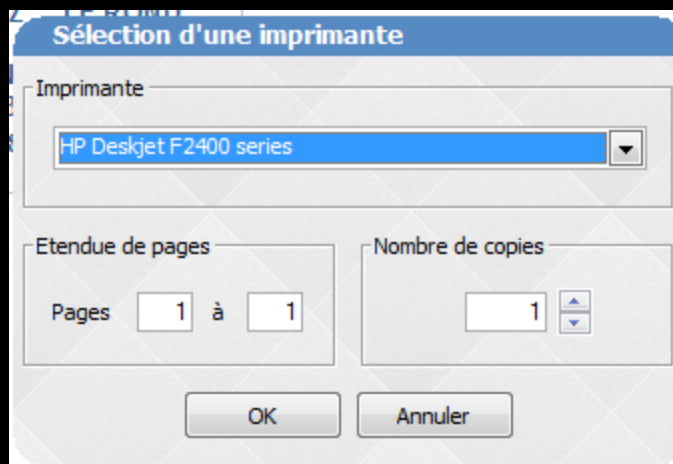 Sélection d'une imprimante
Imprimante
HP Deskjet F2400 series
Etendue de pages
Nombre de copies
Pages 1 à 1
1
OK
Annuler